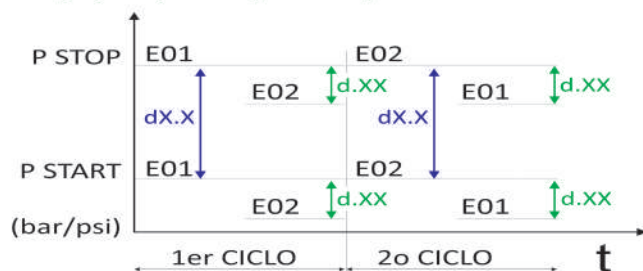 P STOP E01 E02
d.XX d.XX
E02 E01
dX.X dX.X
P START E01 E02
d.XX d.XX
E02 E01
(bar/psi)
1er CICLO 2o CICLO t